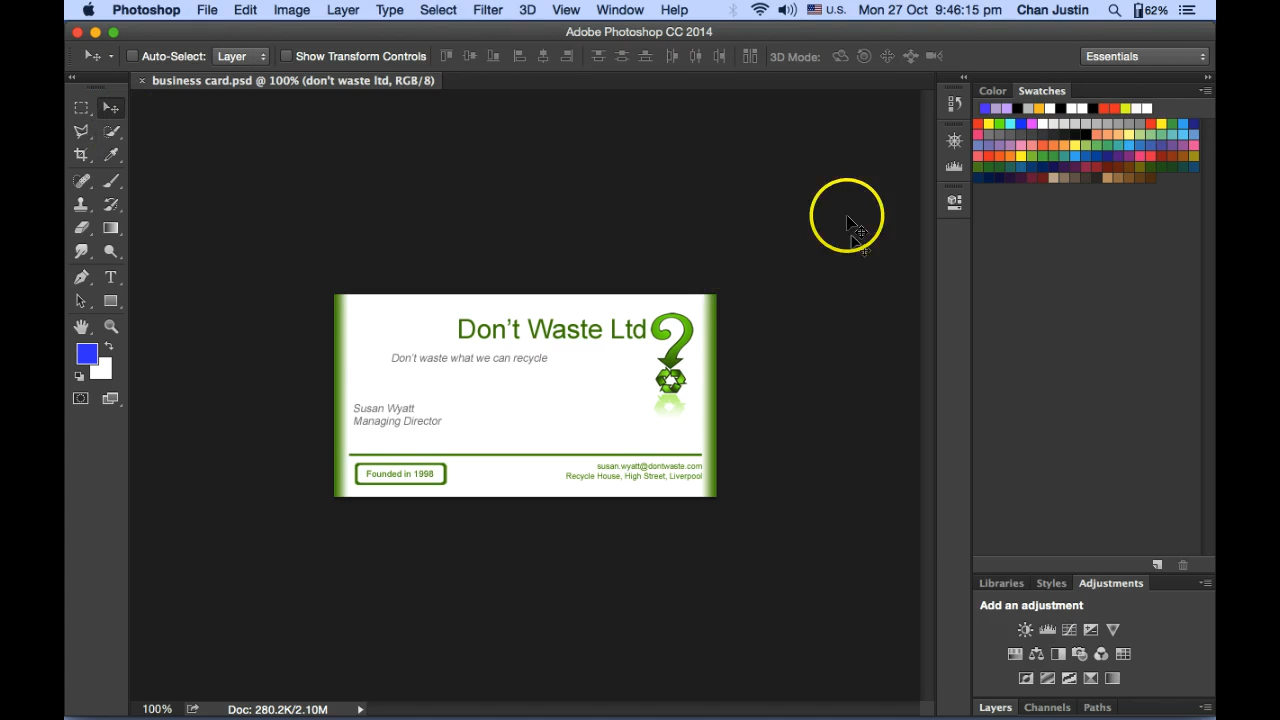 Photoshop File Edit Image Layer Type Select Filter 3D View Window Help U.S. Mon 27 Oct 9:46:15 pm Chan Justin 62%
Adobe Photoshop CC 2014
Auto-Select: Layer Show Transform Controls 3D Mode: Essentials
business card.psd @ 100% (don't waste ltd, RGB/8)
Color Swatches
Don't Waste Ltd
Don't waste what we can recycle
Susan Wyatt
Managing Director
Founded in 1998
susan.wyatt@dontwaste.com
Recycle House, High Street, Liverpool
Libraries Styles Adjustments
Add an adjustment
Layers Channels Paths
100% Doc: 280.2K/2.10M